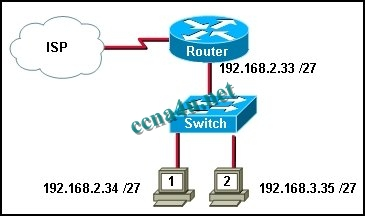 ISP
Router
192.168.2.33 /27
ccna4u.net
Switch
1
2
192.168.2.34 /27
192.168.3.35 /27